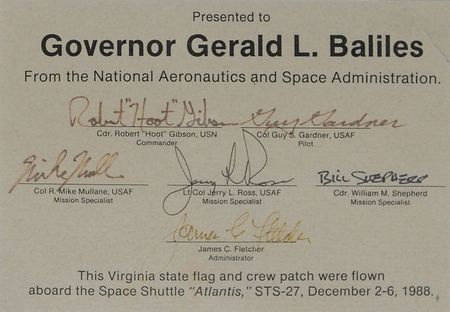 Presented to
Governor Gerald L. Baliles
From the National Aeronautics and Space Administration.
Robert "Hoot" Gibson Guy Gardner
Cdr. Robert "Hoot" Gibson, USN Col Guy S. Gardner, USAF
Commander Pilot
Mike Mullane Jerry L. Ross Bill Shepherd
Col R. Mike Mullane, USAF Lt Col Jerry L. Ross, USAF Cdr. William M. Shepherd
Mission Specialist Mission Specialist Mission Specialist
James C Fletcher
James C. Fletcher
Administrator
This Virginia state flag and crew patch were flown
aboard the Space Shuttle "Atlantis," STS-27, December 2-6, 1988.